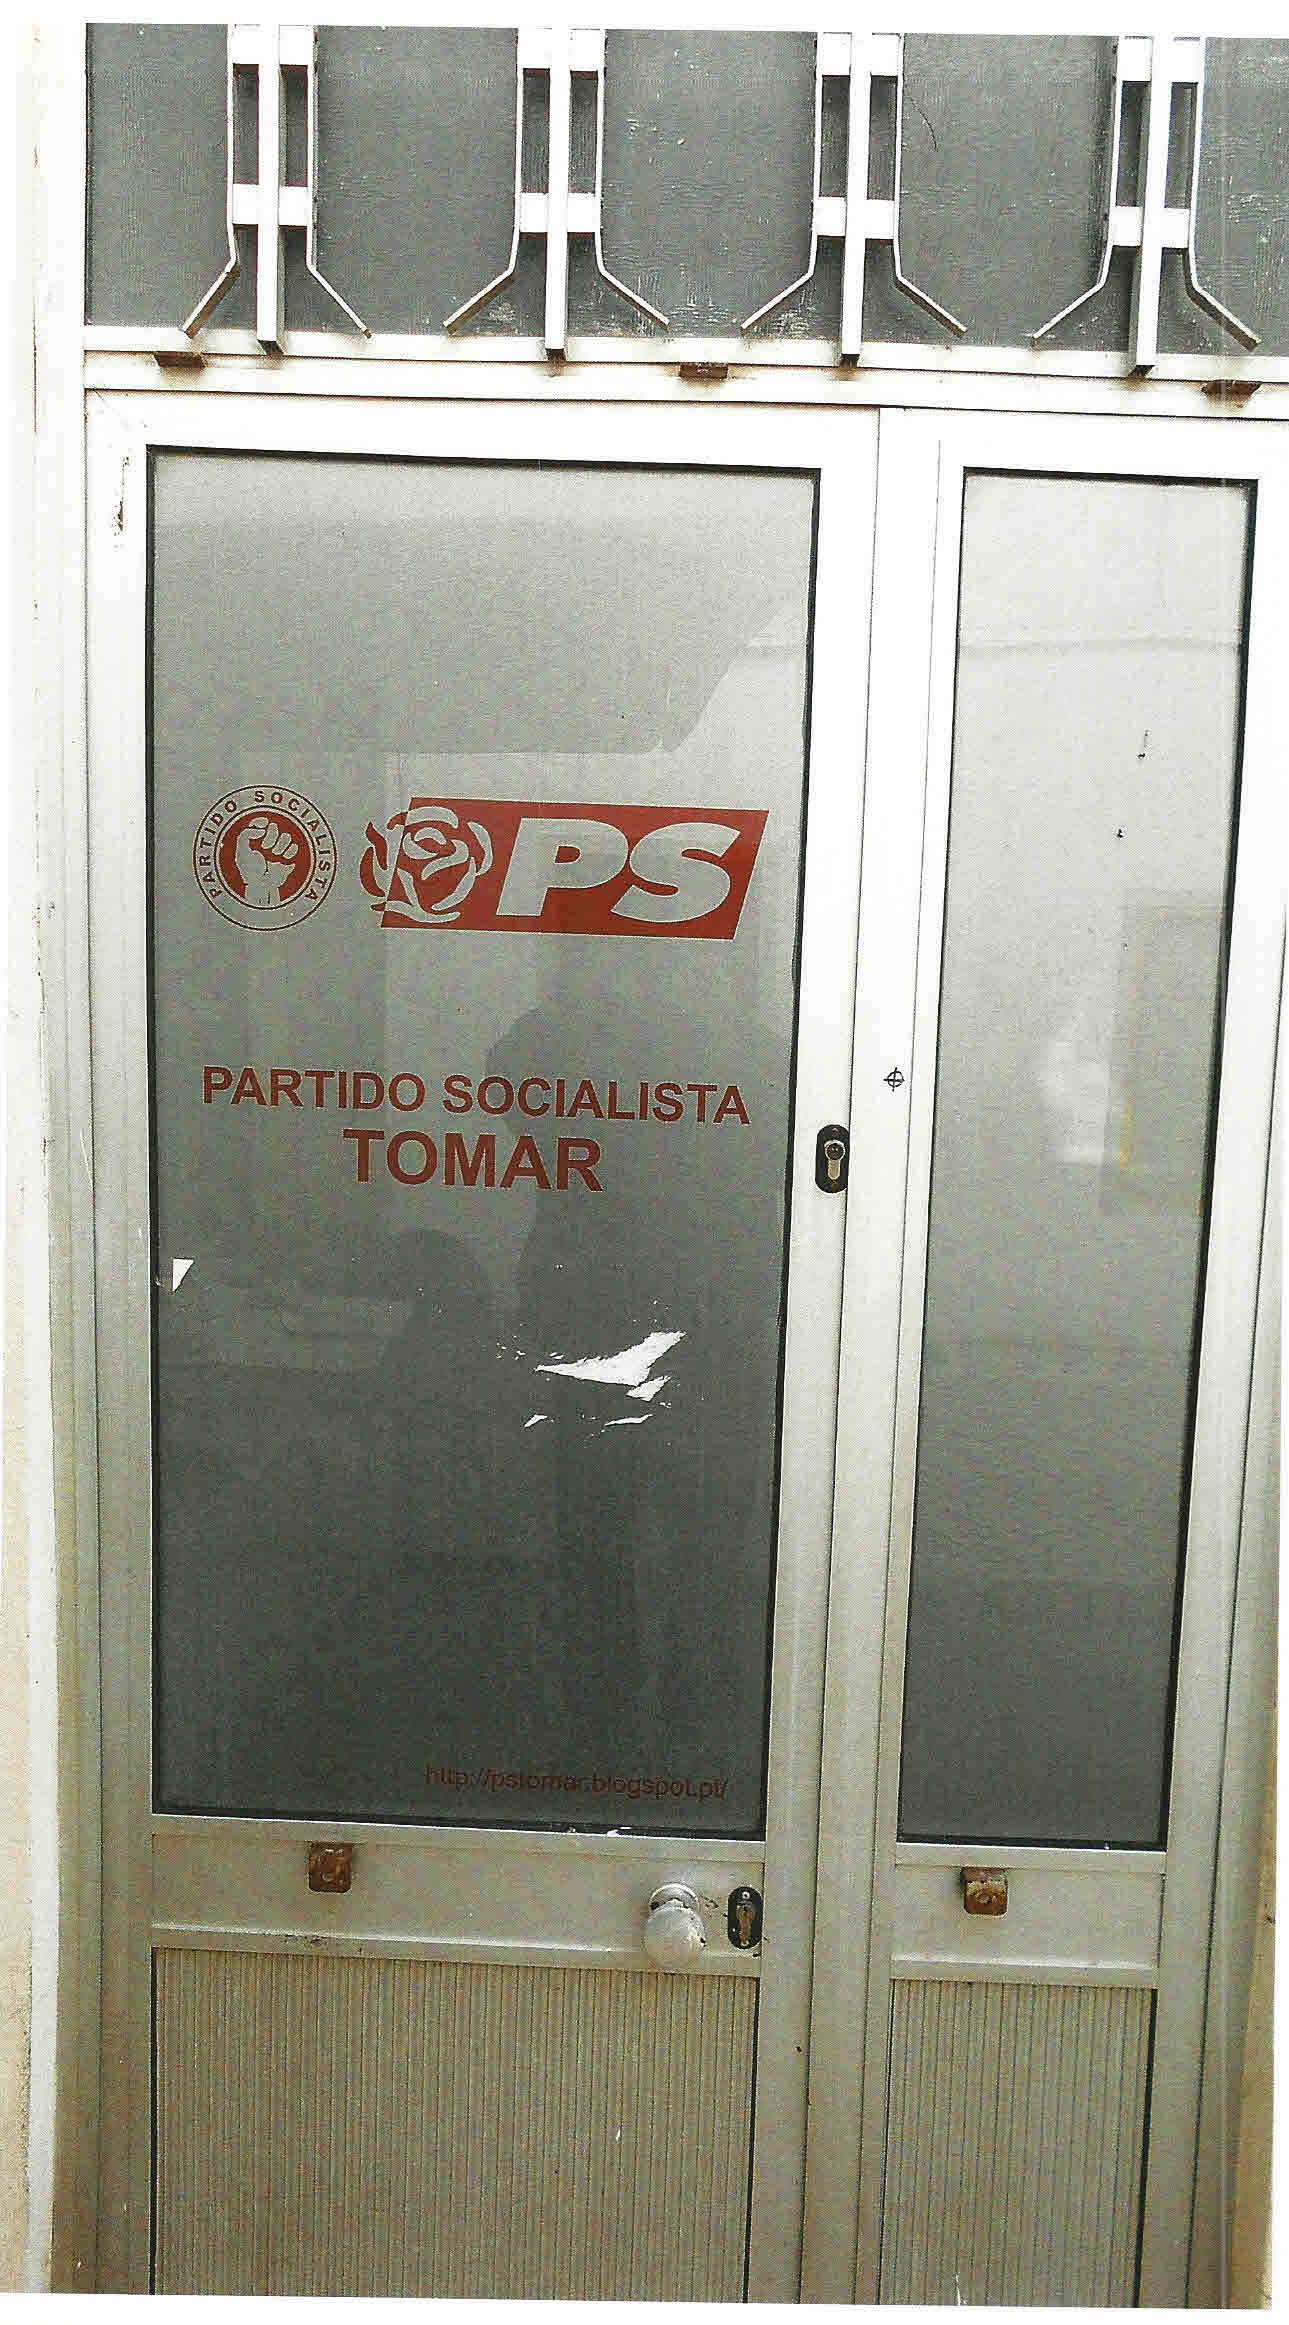 PARTIDO SOCIALISTA
PS
PARTIDO SOCIALISTA
TOMAR
http://pstomar.blogspot.pt/